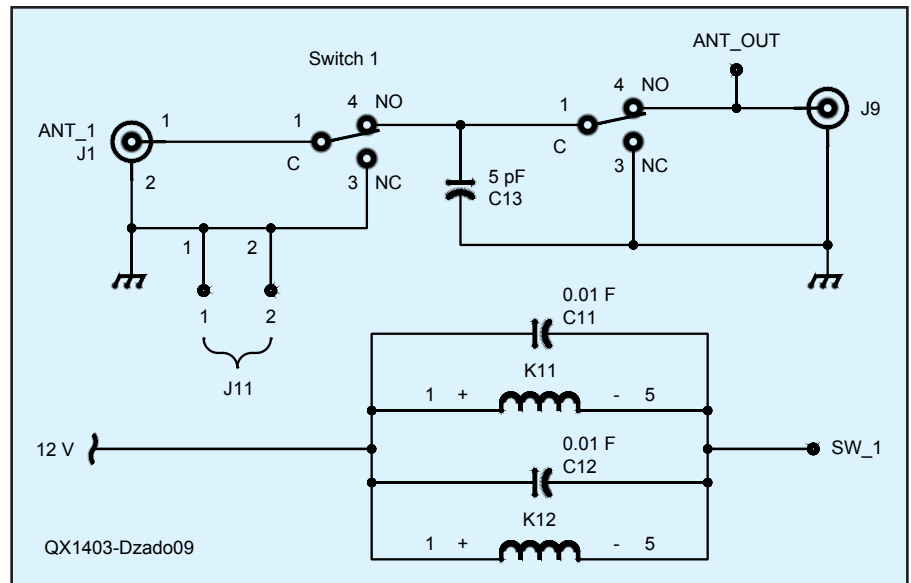 ANT_OUT
Switch 1
4 NO
4 NO
ANT_1
J1
1
1
1
J9
C
C
2
3 NC
3 NC
5 pF
C13
1
2
1
2
J11
0.01 F
C11
K11
1 + - 5
12 V
0.01 F
C12
SW_1
K12
1 + - 5
QX1403-Dzado09